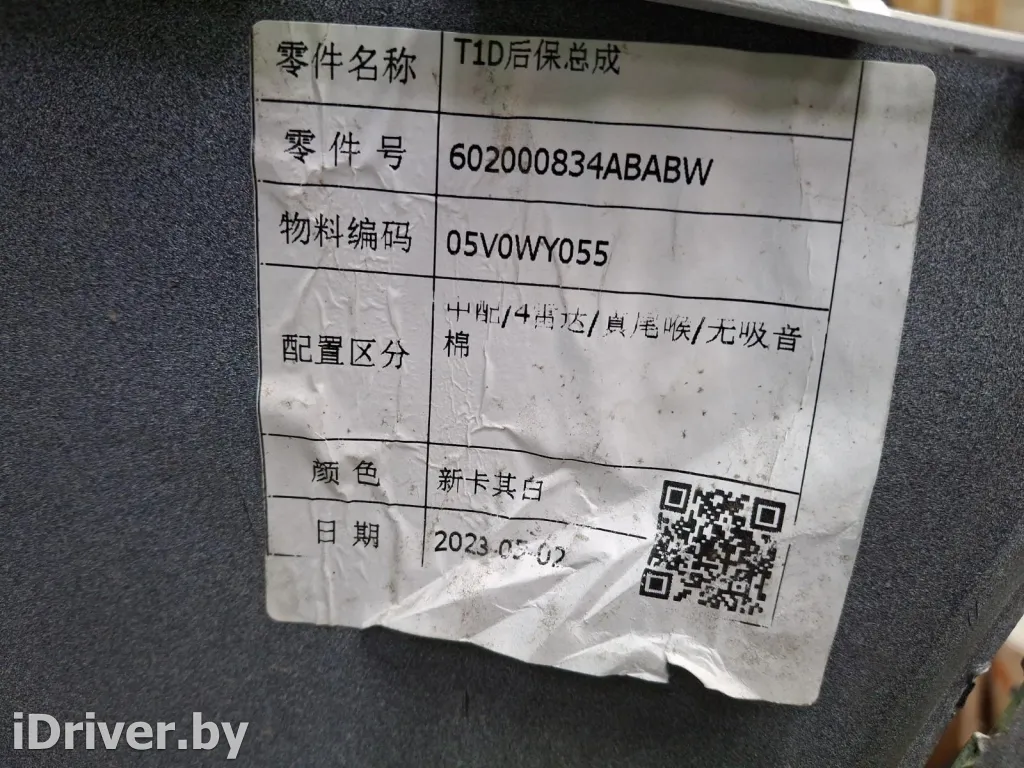 零件名称 T1D后保总成
零 件 号 602000834ABABW
物料编码 05V0WY055
配置区分 中配/4雷达/真尾喉/无吸音
棉
颜 色 新卡其白
日 期 2023-05-02
iDriver.by